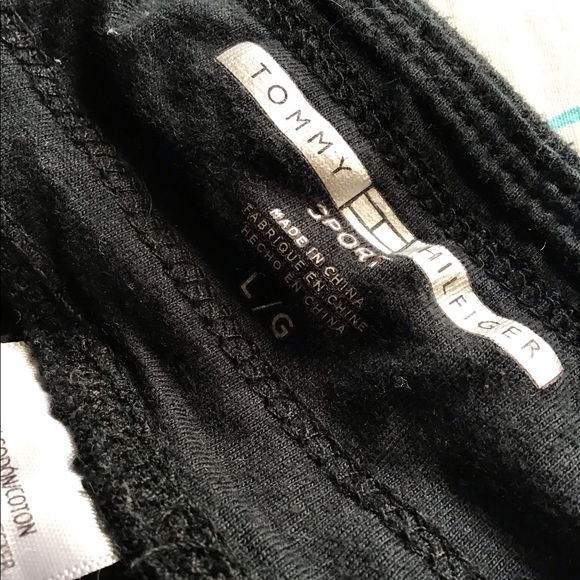 TOMMY HILFIGER
SPORT
MADE IN CHINA
FABRIQUE EN CHINE
HECHO EN CHINA
L/G